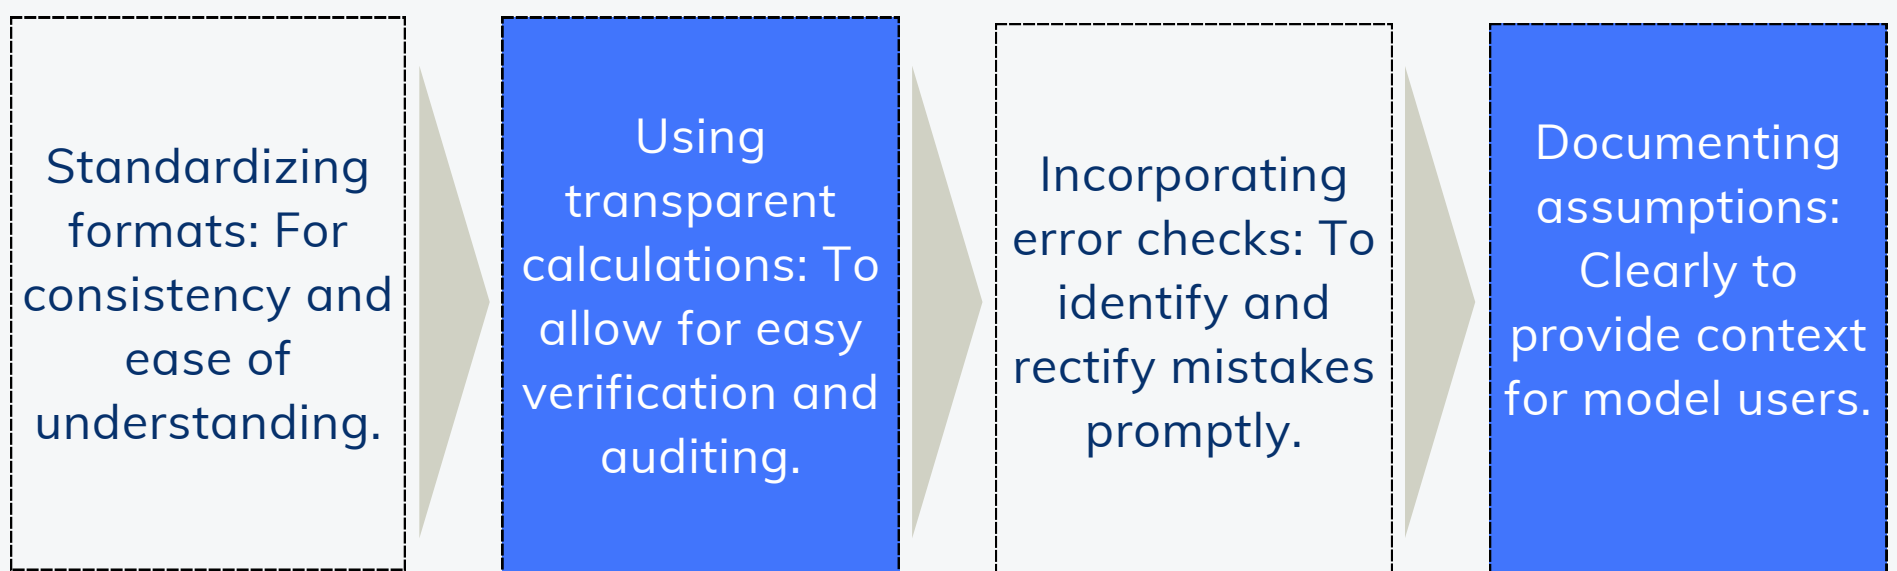 Standardizing
formats: For
consistency and
ease of
understanding.
Using
transparent
calculations: To
allow for easy
verification and
auditing.
Incorporating
error checks: To
identify and
rectify mistakes
promptly.
Documenting
assumptions:
Clearly to
provide context
for model users.